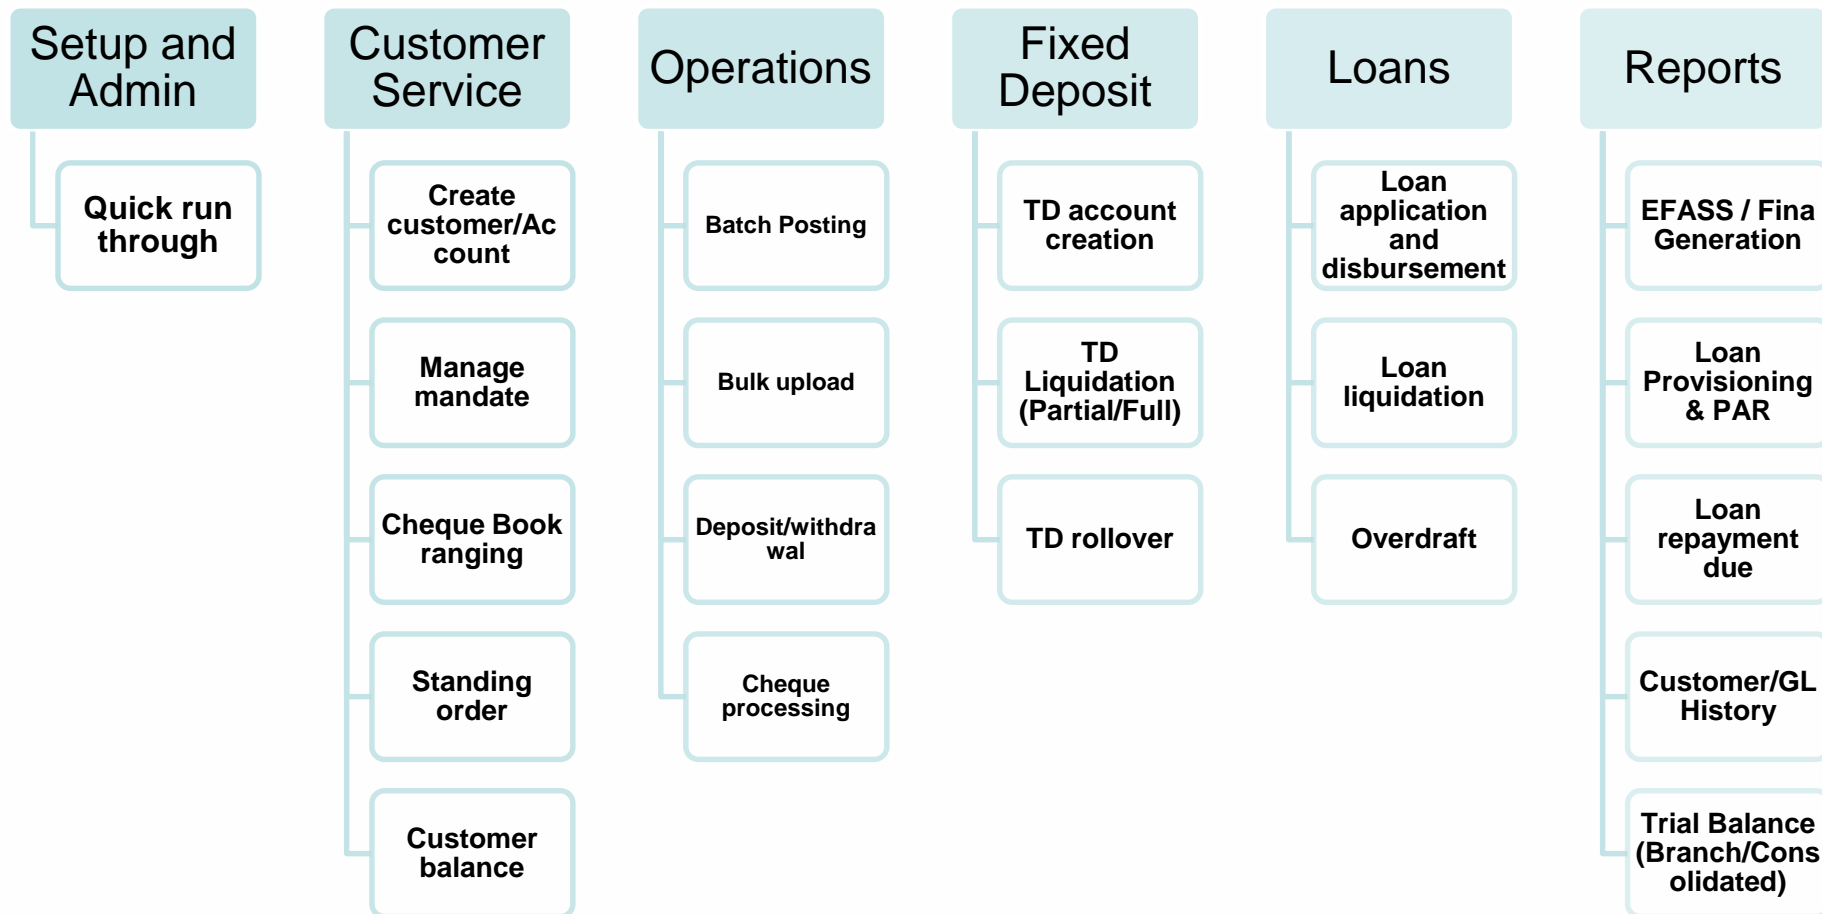 Setup and
Admin
Quick run
through
Customer
Service
Create
customer/Ac
count
Manage
mandate
Cheque Book
ranging
Standing
order
Customer
balance
Operations
Batch Posting
Bulk upload
Deposit/withdra
wal
Cheque
processing
Fixed
Deposit
TD account
creation
TD
Liquidation
(Partial/Full)
TD rollover
Loans
Loan
application
and
disbursement
Loan
liquidation
Overdraft
Reports
EFASS / Fina
Generation
Loan
Provisioning
& PAR
Loan
repayment
due
Customer/GL
History
Trial Balance
(Branch/Cons
olidated)